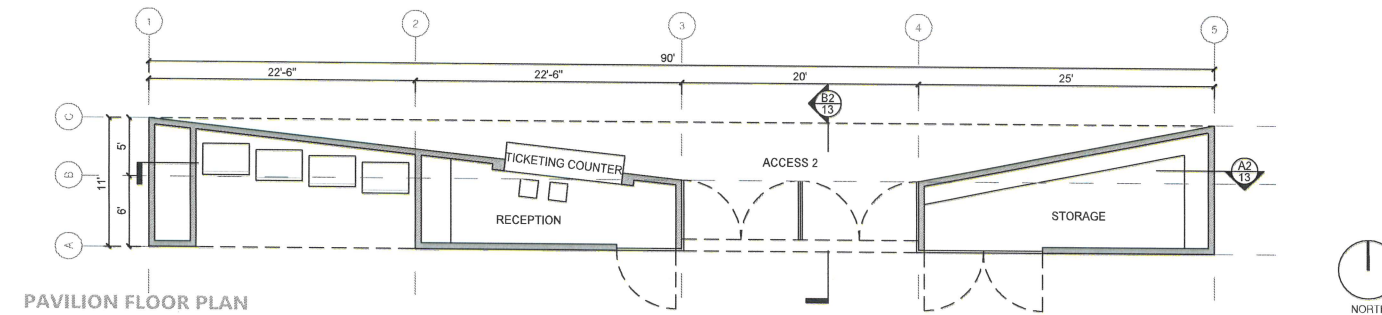 1
2
3
4
5
90'
22'-6"
22'-6"
20'
25'
B2
13
C
5'
TICKETING COUNTER
ACCESS 2
B
11'
A2
13
6'
RECEPTION
STORAGE
A
PAVILION FLOOR PLAN
NORTH